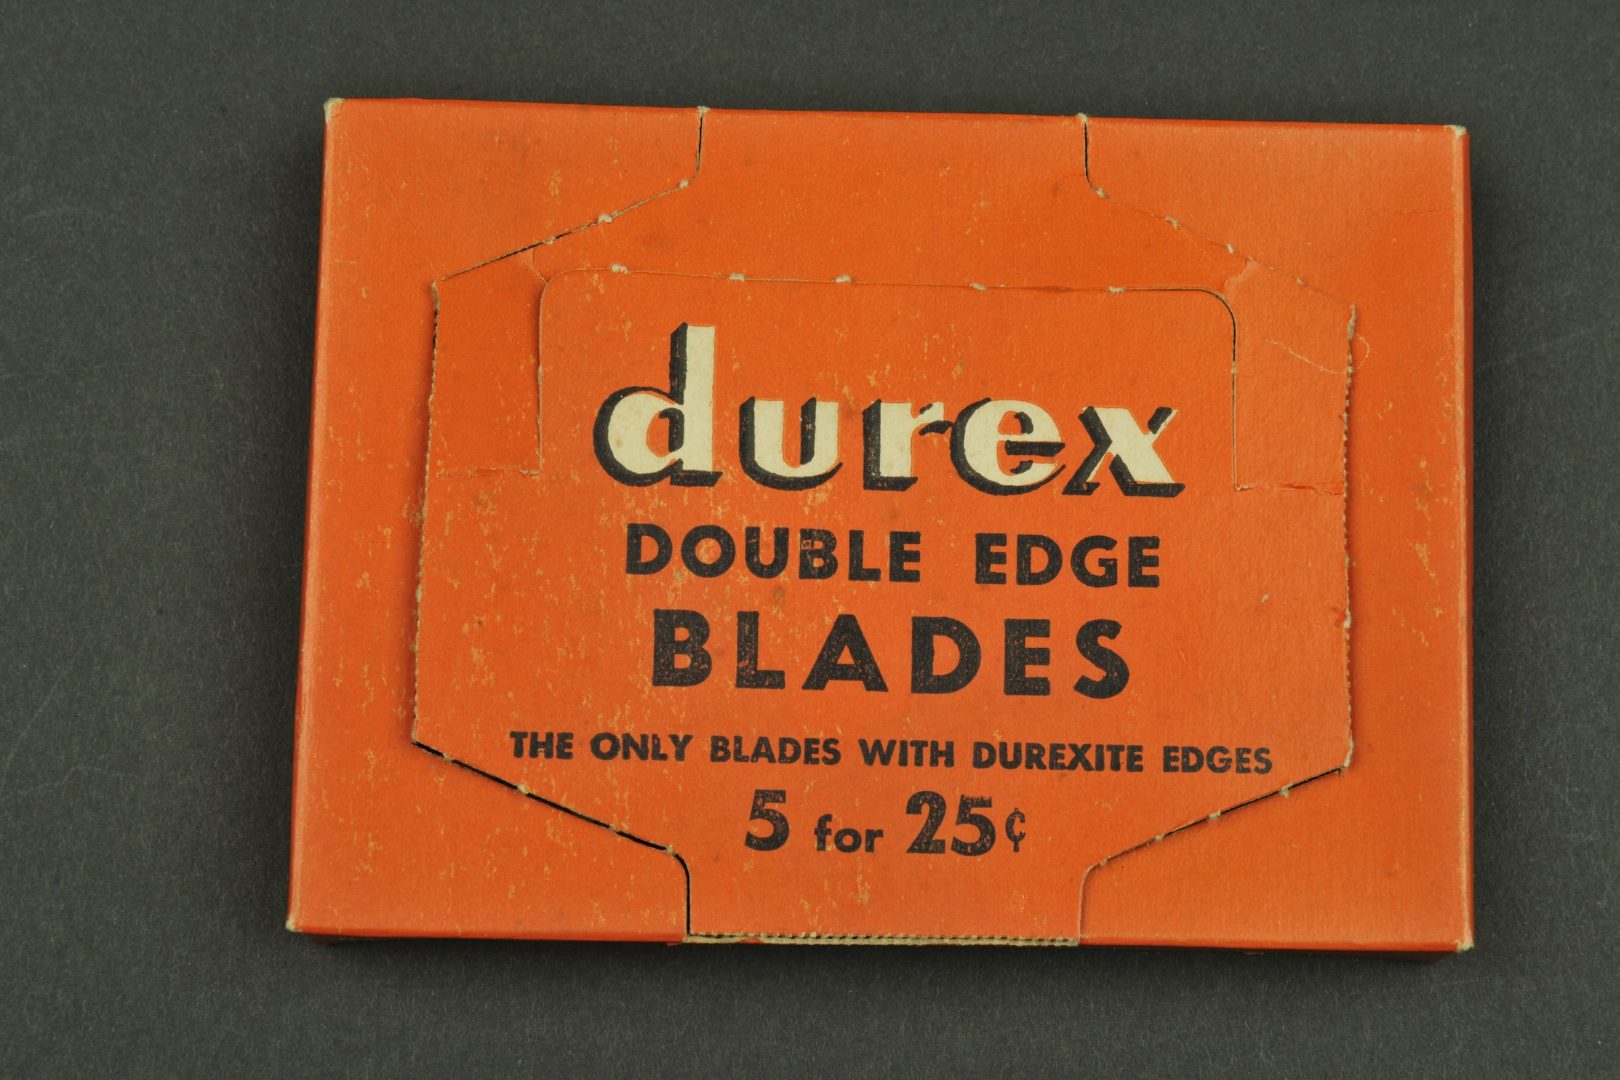 durex
DOUBLE EDGE
BLADES
THE ONLY BLADES WITH DUREXITE EDGES
5 for 25¢